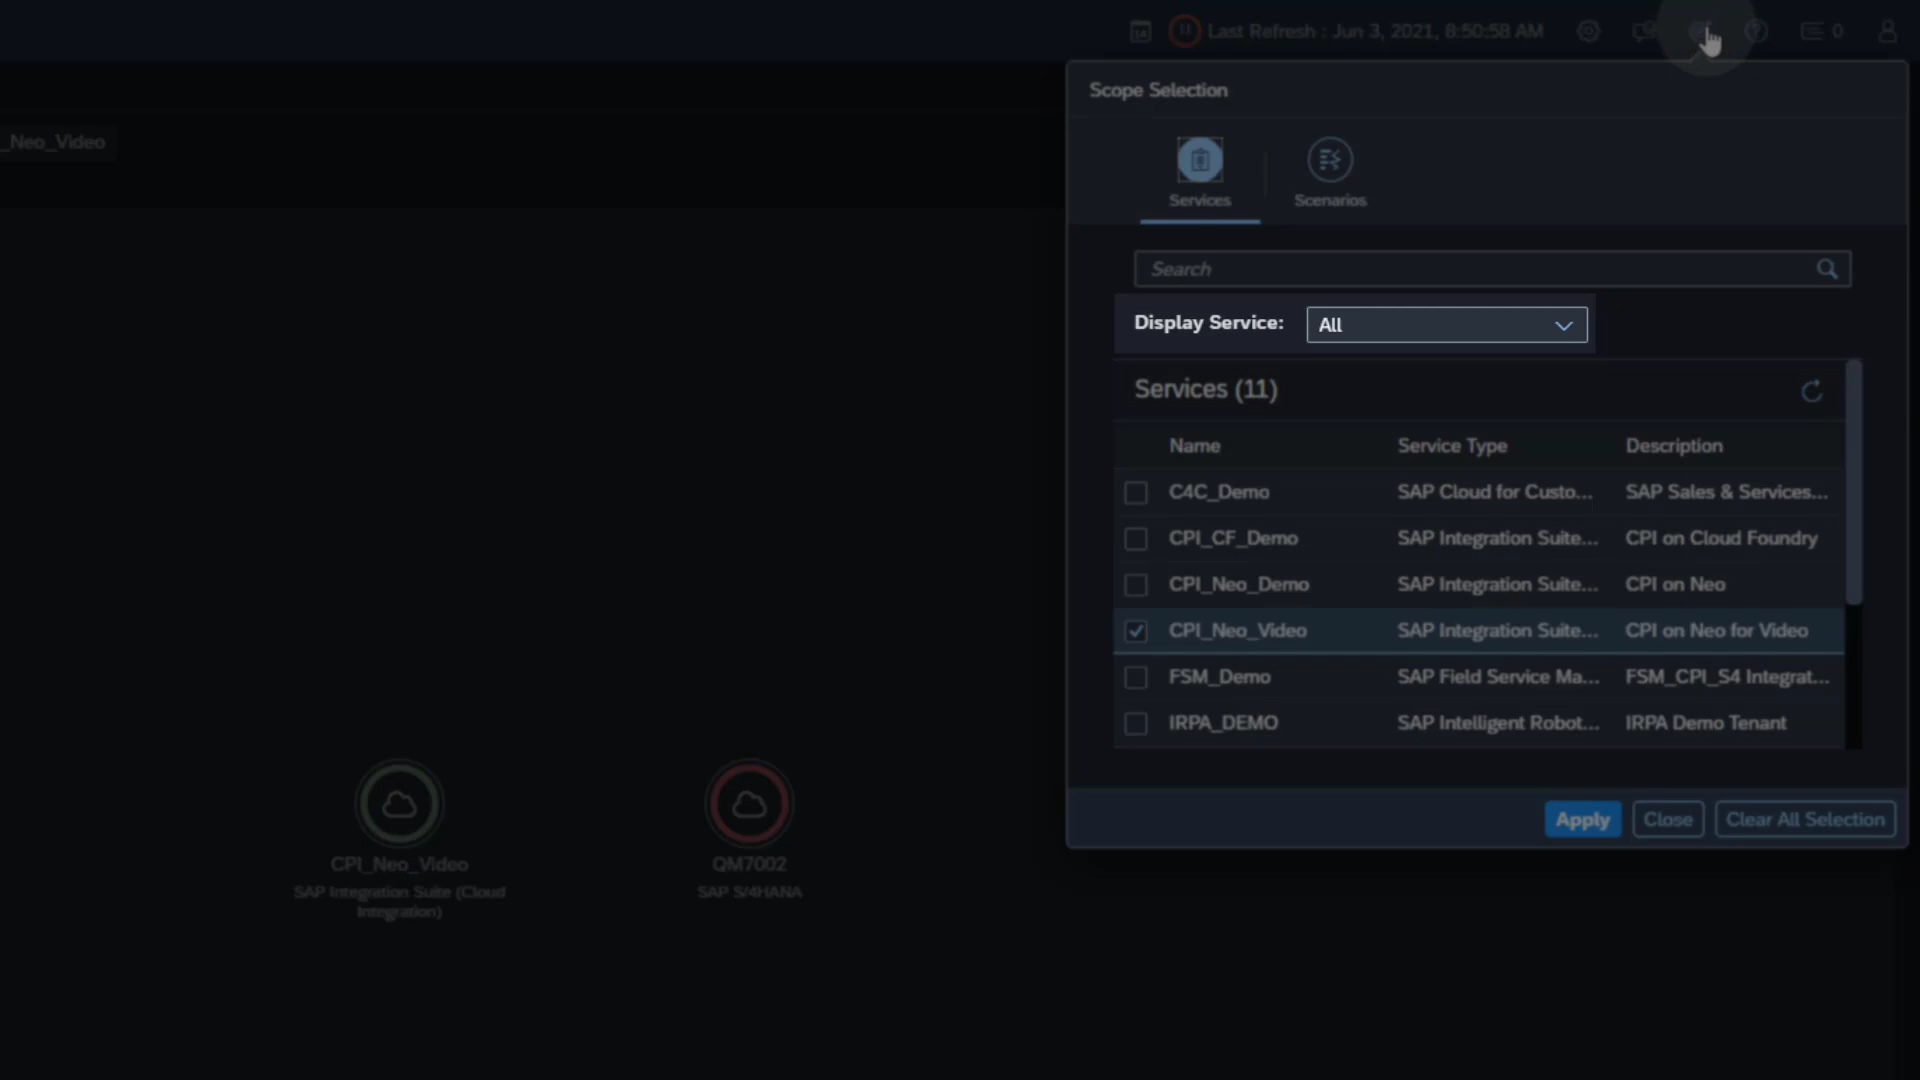 14 Last Refresh : Jun 3, 2021, 8:50:58 AM 0
Scope Selection
_Neo_Video
Services Scenarios
Search
Display Service: All
Services (11)
Name Service Type Description
C4C_Demo SAP Cloud for Custo... SAP Sales & Services...
CPI_CF_Demo SAP Integration Suite... CPI on Cloud Foundry
CPI_Neo_Demo SAP Integration Suite... CPI on Neo
CPI_Neo_Video SAP Integration Suite... CPI on Neo for Video
FSM_Demo SAP Field Service Ma... FSM_CPI_S4 Integrat...
IRPA_DEMO SAP Intelligent Robot... IRPA Demo Tenant
Apply Close Clear All Selection
CPI_Neo_Video
SAP Integration Suite (Cloud
Integration)
QM7002
SAP S/4HANA